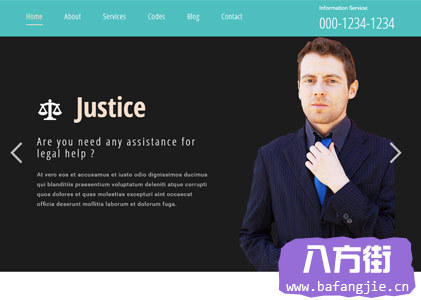 Information Service:
Home About Services Codes Blog Contact
000-1234-1234
Justice
Are you need any assistance for
legal help ?
At vero eos et accusamus et iusto odio dignissimos ducimus
qui blanditiis praesentium voluptatum deleniti atque corrupti
quos dolores et quas molestias excepturi sint occaecat
officia deserunt mollitia laborum et dolorum fuga.
八方街
www.bafangjie.cn